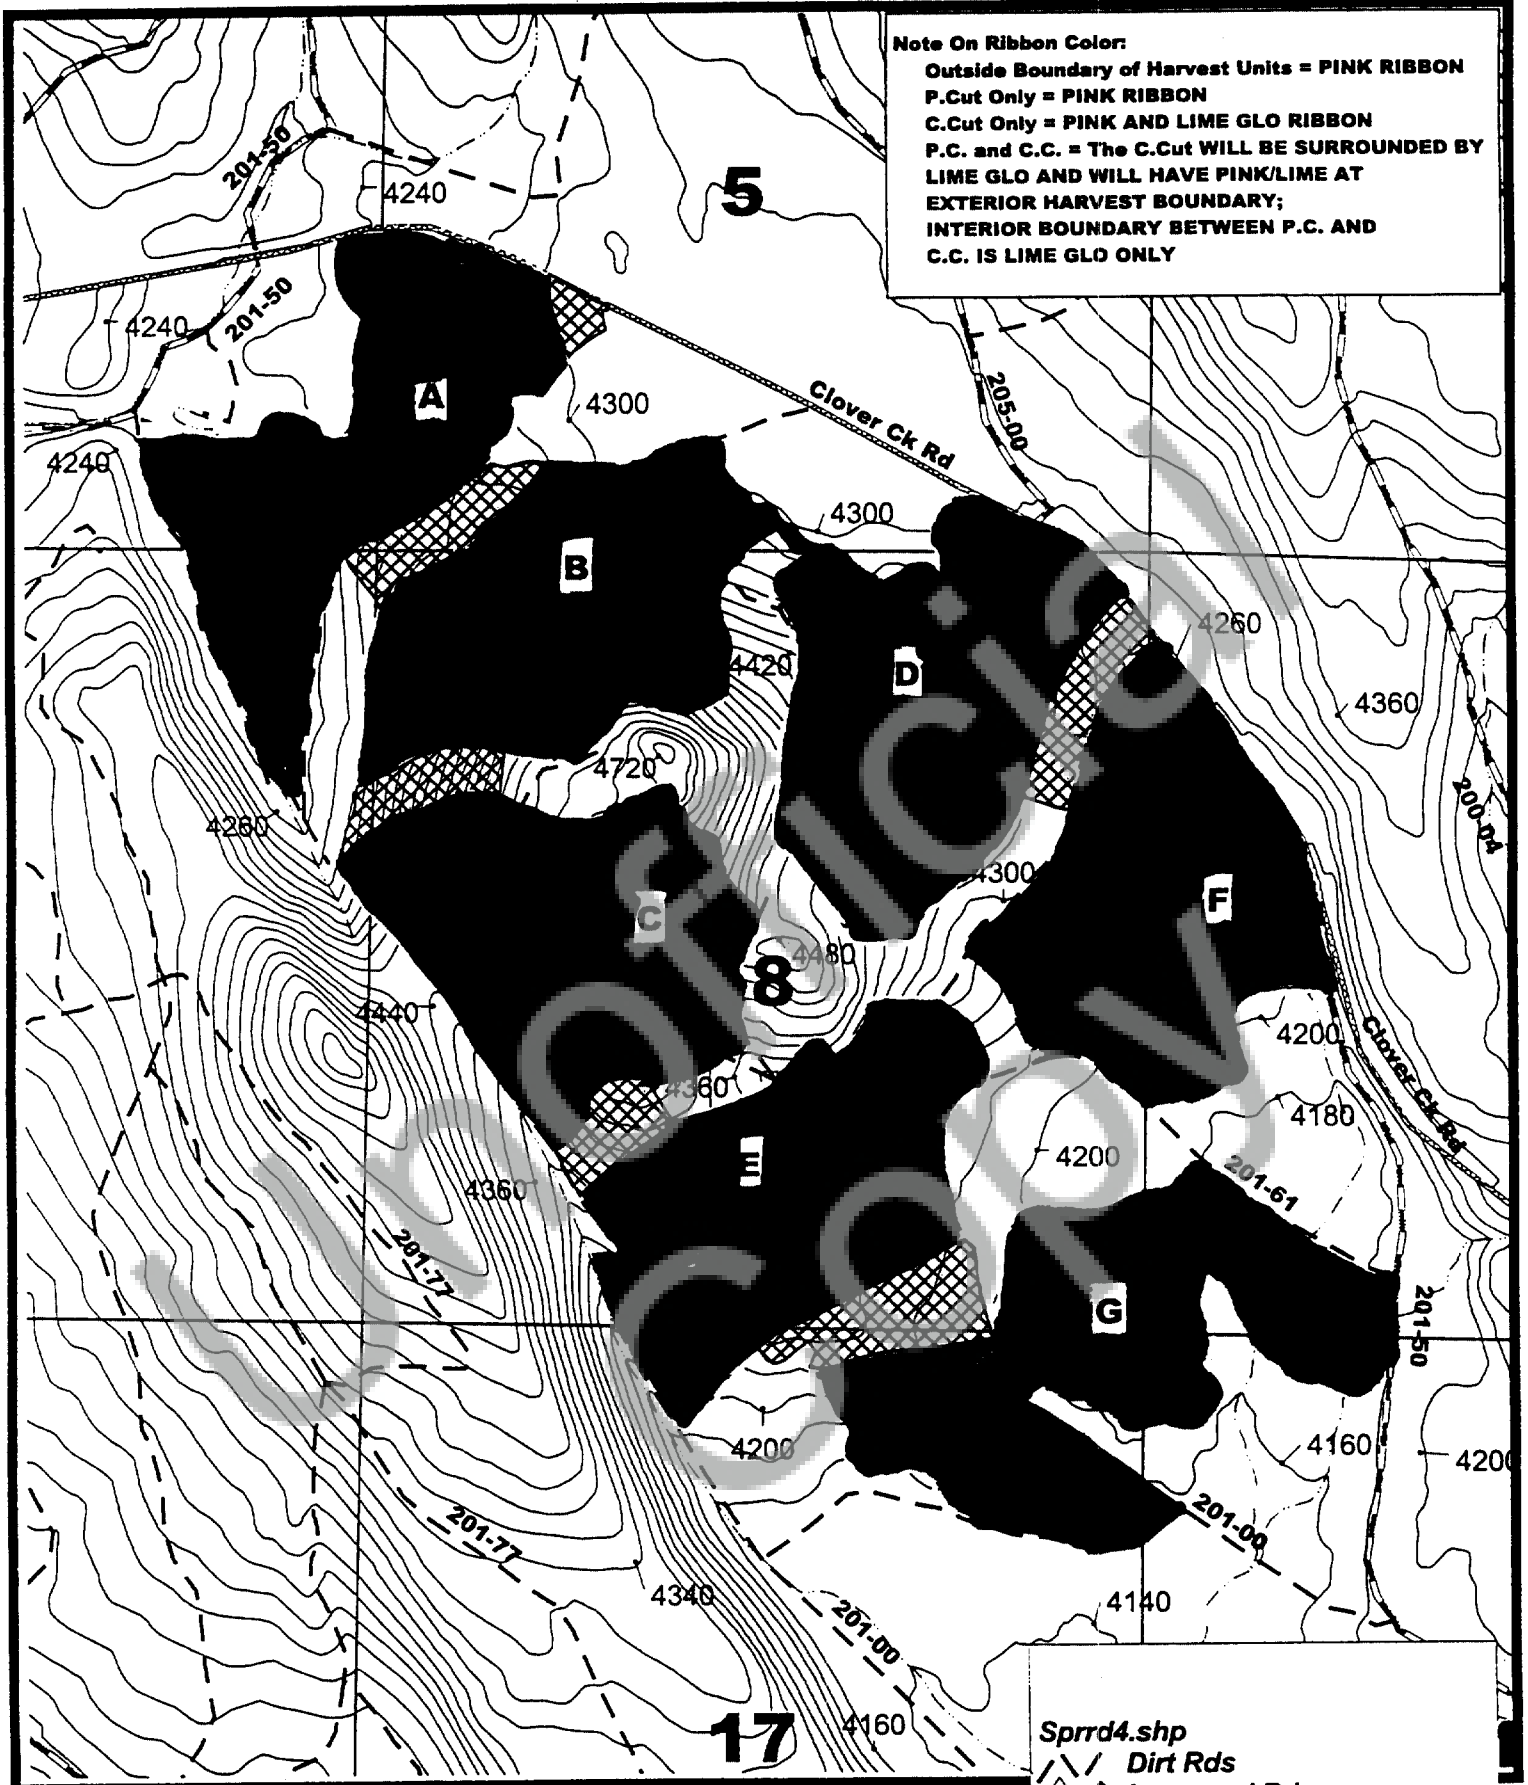 Note On Ribbon Color:
Outside Boundary of Harvest Units = PINK RIBBON
P.Cut Only = PINK RIBBON
C.Cut Only = PINK AND LIME GLO RIBBON
P.C. and C.C. = The C.Cut WILL BE SURROUNDED BY
LIME GLO AND WILL HAVE PINK/LIME AT
EXTERIOR HARVEST BOUNDARY;
INTERIOR BOUNDARY BETWEEN P.C. AND
C.C. IS LIME GLO ONLY
201-50
4240
5
201-50
4240
A
4300
Clover Ck Rd
205-00
4240
4300
B
4260
4420
D
4360
4720
4260
200-04
4300
F
C
4480
8
4440
4200
Clover Ck Rd
4360
4180
E
4200
4360
201-61
201-77
G
201-50
4200
4160
4200
201-00
201-77
4340
4140
201-00
17
4160
Sprrd4.shp
Dirt Rds
Unofficial
Copy